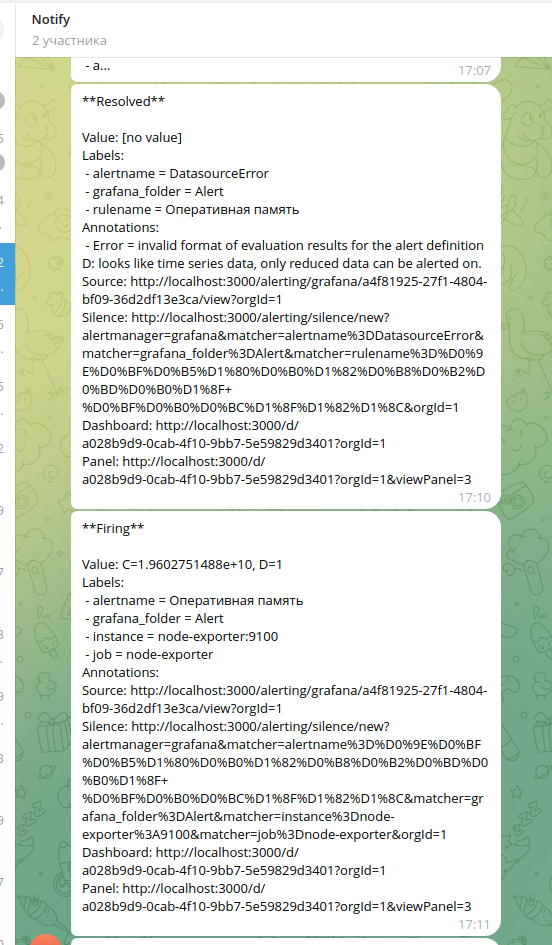 Notify
2 участника
- а...
17:07
**Resolved**
Value: [no value]
Labels:
- alertname = DatasourceError
- grafana_folder = Alert
- rulename = Оперативная память
Annotations:
- Error = invalid format of evaluation results for the alert definition
D: looks like time series data, only reduced data can be alerted on.
Source: http://localhost:3000/alerting/grafana/a4f81925-27f1-4804-
bf09-36d2df13e3ca/view?orgId=1
Silence: http://localhost:3000/alerting/silence/new?
alertmanager=grafana&matcher=alertname%3DDatasourceError&
matcher=grafana_folder%3DAlert&matcher=rulename%3D%D0%9
E%D0%BF%D0%B5%D1%80%D0%B0%D1%82%D0%B8%D0%B2%D
0%BD%D0%B0%D1%8F+
%D0%BF%D0%B0%D0%BC%D1%8F%D1%82%D1%8C&orgId=1
Dashboard: http://localhost:3000/d/
a028b9d9-0cab-4f10-9bb7-5e59829d3401?orgId=1
Panel: http://localhost:3000/d/
a028b9d9-0cab-4f10-9bb7-5e59829d3401?orgId=1&viewPanel=3
17:10
**Firing**
Value: C=1.9602751488e+10, D=1
Labels:
- alertname = Оперативная память
- grafana_folder = Alert
- instance = node-exporter:9100
- job = node-exporter
Annotations:
Source: http://localhost:3000/alerting/grafana/a4f81925-27f1-4804-
bf09-36d2df13e3ca/view?orgId=1
Silence: http://localhost:3000/alerting/silence/new?
alertmanager=grafana&matcher=alertname%3D%D0%9E%D0%BF
%D0%B5%D1%80%D0%B0%D1%82%D0%B8%D0%B2%D0%BD%D0
%B0%D1%8F+
%D0%BF%D0%B0%D0%BC%D1%8F%D1%82%D1%8C&matcher=gr
afana_folder%3DAlert&matcher=instance%3Dnode-
exporter%3A9100&matcher=job%3Dnode-exporter&orgId=1
Dashboard: http://localhost:3000/d/
a028b9d9-0cab-4f10-9bb7-5e59829d3401?orgId=1
Panel: http://localhost:3000/d/
a028b9d9-0cab-4f10-9bb7-5e59829d3401?orgId=1&viewPanel=3
17:11